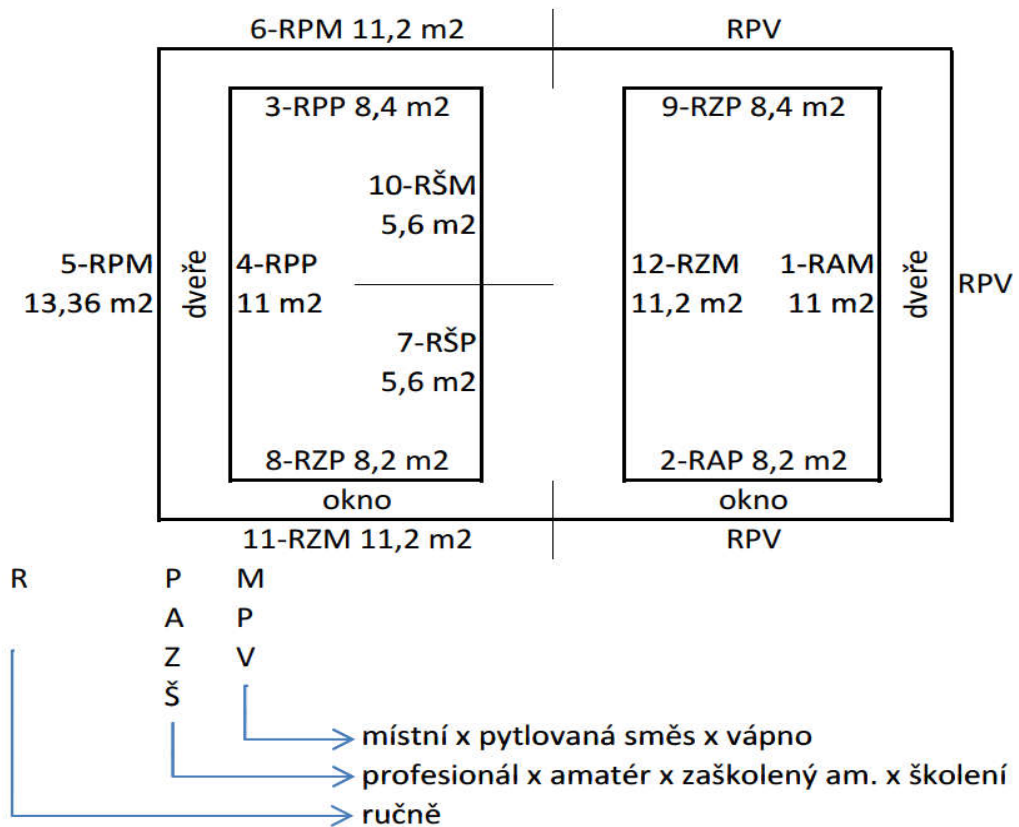 6-RPM 11,2 m2 RPV
3-RPP 8,4 m2 9-RZP 8,4 m2
10-RŠM
5,6 m2
5-RPM dveře 4-RPP 12-RZM 1-RAM dveře RPV
13,36 m2 11 m2 11,2 m2 11 m2
7-RŠP
5,6 m2
8-RZP 8,2 m2 2-RAP 8,2 m2
okno okno
11-RZM 11,2 m2 RPV
R P M
A P
Z V
Š
místní x pytlovaná směs x vápno
profesionál x amatér x zaškolený am. x školení
ručně